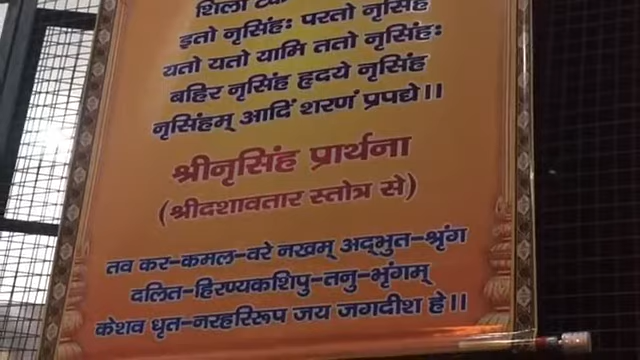 शिला
इतो नृसिंहः परतो नृसिंह
यतो यतो यामि ततो नृसिंहः
बहिर नृसिंह हृदये नृसिंह
नृसिंहम् आदिं शरणं प्रपद्ये।।
श्रीनृसिंह प्रार्थना
(श्रीदशावतार स्तोत्र से)
तव कर-कमल-वरे नखम् अद्‌भुत-श्रृंग
दलित-हिरण्यकशिपु-तनु-भृंगम्
केशव धृत-नरहरिरूप जय जगदीश हे।।